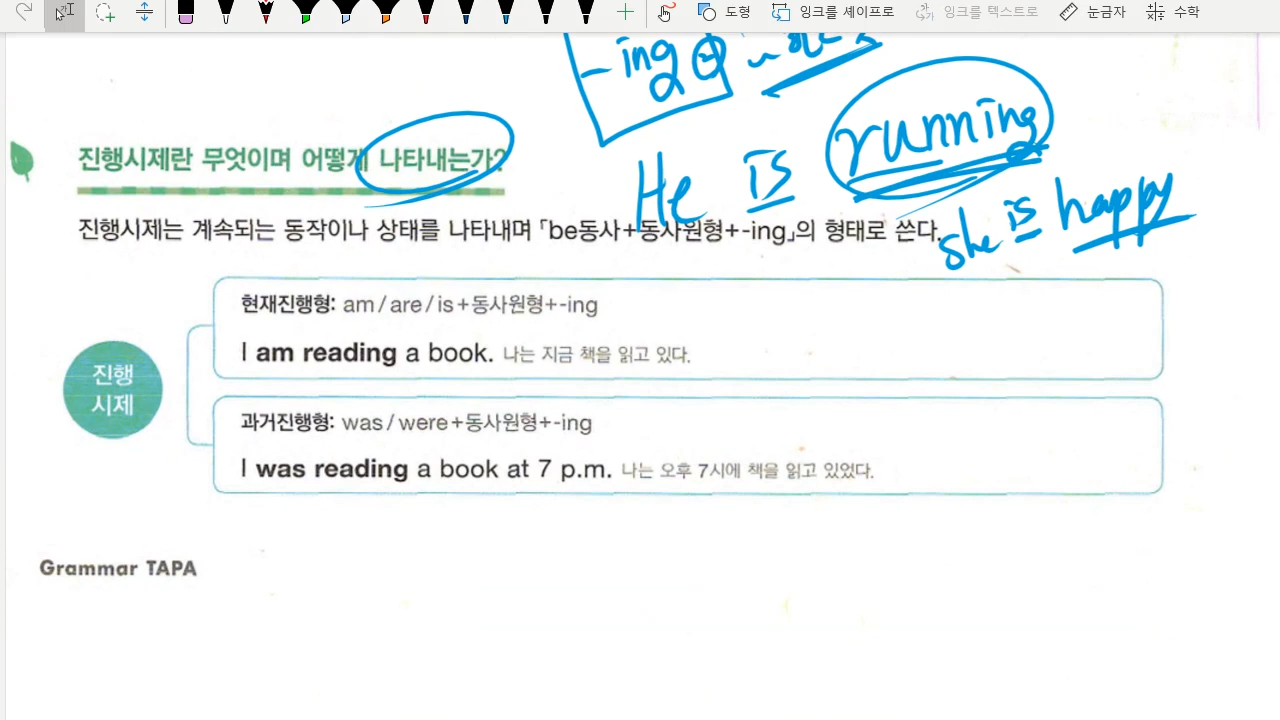 도형 잉크를 셰이프로 잉크를 텍스트로 눈금자 수학
-ing
He is running
she is happy
진행시제란 무엇이며 어떻게 나타내는가?
진행시제는 계속되는 동작이나 상태를 나타내며 「be동사+동사원형+-ing」의 형태로 쓴다.
진행
시제
현재진행형: am/are/is+동사원형+-ing
I am reading a book. 나는 지금 책을 읽고 있다.
과거진행형: was/were+동사원형+-ing
I was reading a book at 7 p.m. 나는 오후 7시에 책을 읽고 있었다.
Grammar TAPA